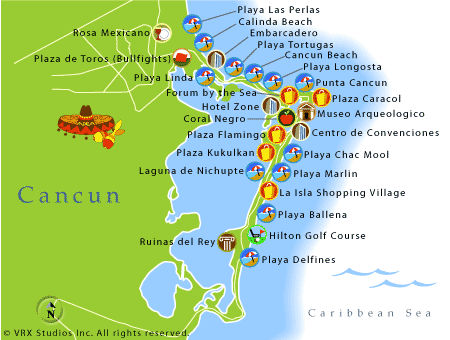 Playa Las Perlas
Calinda Beach
Rosa Mexicano
Embarcadero
Playa Tortugas
Plaza de Toros (Bullfights)
Cancun Beach
Playa Longosta
Playa Linda
Punta Cancun
Forum by the Sea
Plaza Caracol
Hotel Zone
Museo Arqueologico
Coral Negro
Plaza Flamingo
Centro de Convenciones
Plaza Kukulkan
Playa Chac Mool
Laguna de Nichupte
Playa Marlin
Cancun
La Isla Shopping Village
Playa Ballena
Ruinas del Rey
Hilton Golf Course
Playa Delfines
N
Caribbean Sea
© VRX Studios Inc. All rights reserved.